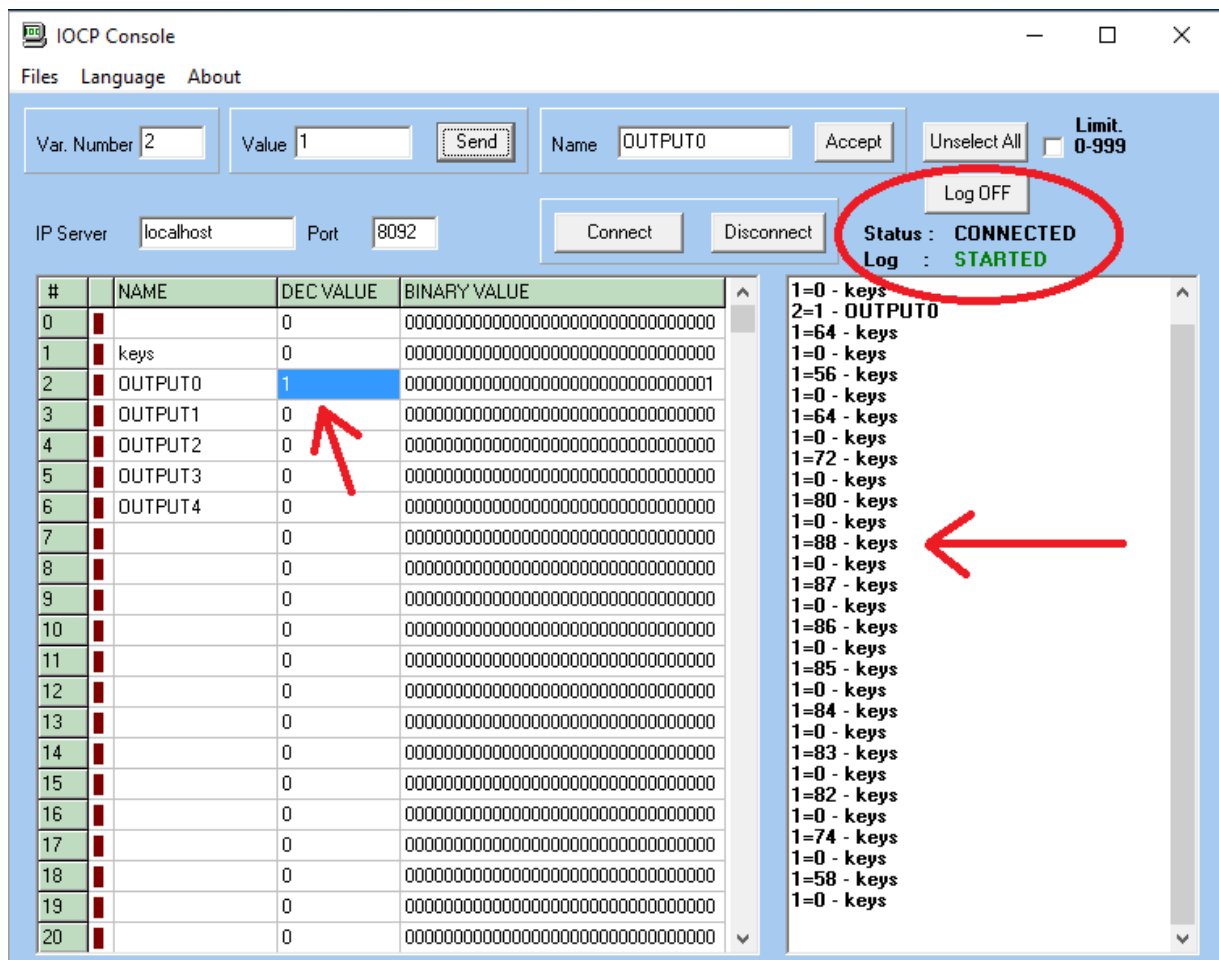 IOCP Console
Files Language About
Var. Number 2 Value 1 Send Name OUTPUT0 Accept Unselect All Limit. 0-999
Log OFF
IP Server localhost Port 8092 Connect Disconnect Status : CONNECTED
Log : STARTED
# NAME DEC VALUE BINARY VALUE
0 0 00000000000000000000000000000000
1 keys 0 00000000000000000000000000000000
2 OUTPUT0 1 00000000000000000000000000000001
3 OUTPUT1 0 00000000000000000000000000000000
4 OUTPUT2 0 00000000000000000000000000000000
5 OUTPUT3 0 00000000000000000000000000000000
6 OUTPUT4 0 00000000000000000000000000000000
7 0 00000000000000000000000000000000
8 0 00000000000000000000000000000000
9 0 00000000000000000000000000000000
10 0 00000000000000000000000000000000
11 0 00000000000000000000000000000000
12 0 00000000000000000000000000000000
13 0 00000000000000000000000000000000
14 0 00000000000000000000000000000000
15 0 00000000000000000000000000000000
16 0 00000000000000000000000000000000
17 0 00000000000000000000000000000000
18 0 00000000000000000000000000000000
19 0 00000000000000000000000000000000
20 0 00000000000000000000000000000000
1=0 - keys
2=1 - OUTPUT0
1=64 - keys
1=0 - keys
1=56 - keys
1=0 - keys
1=64 - keys
1=0 - keys
1=72 - keys
1=0 - keys
1=80 - keys
1=0 - keys
1=88 - keys
1=0 - keys
1=87 - keys
1=0 - keys
1=86 - keys
1=0 - keys
1=85 - keys
1=0 - keys
1=84 - keys
1=0 - keys
1=83 - keys
1=0 - keys
1=82 - keys
1=0 - keys
1=74 - keys
1=0 - keys
1=58 - keys
1=0 - keys